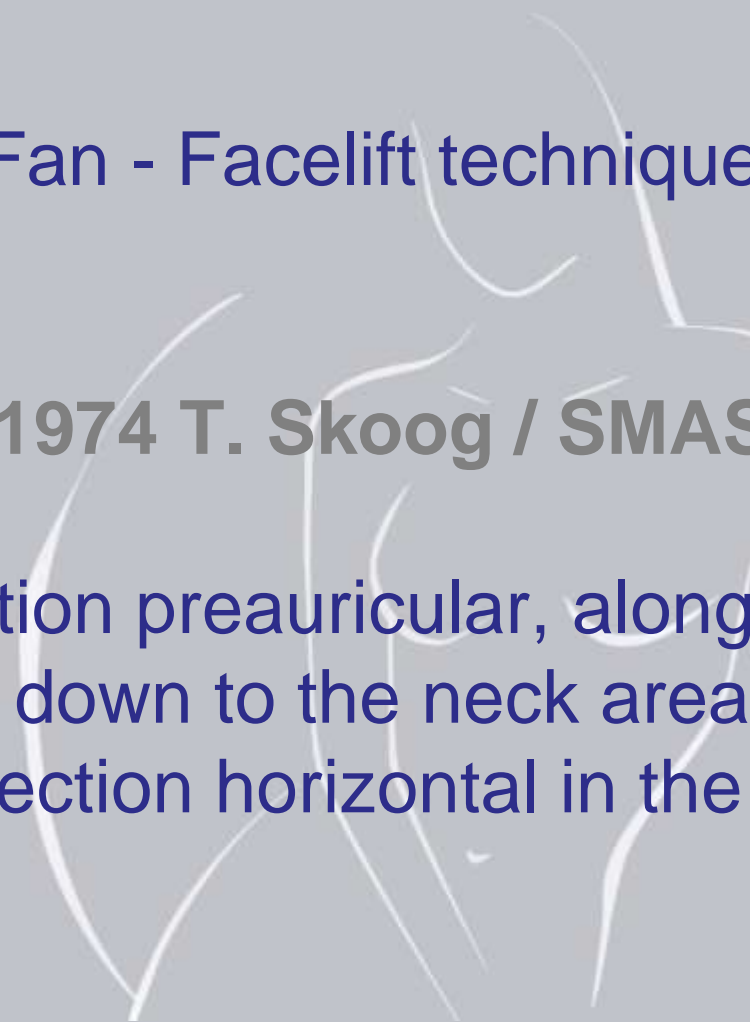 Fan - Facelift technique
1974 T. Skoog / SMAS
tion preauricular, along
down to the neck area
ection horizontal in the